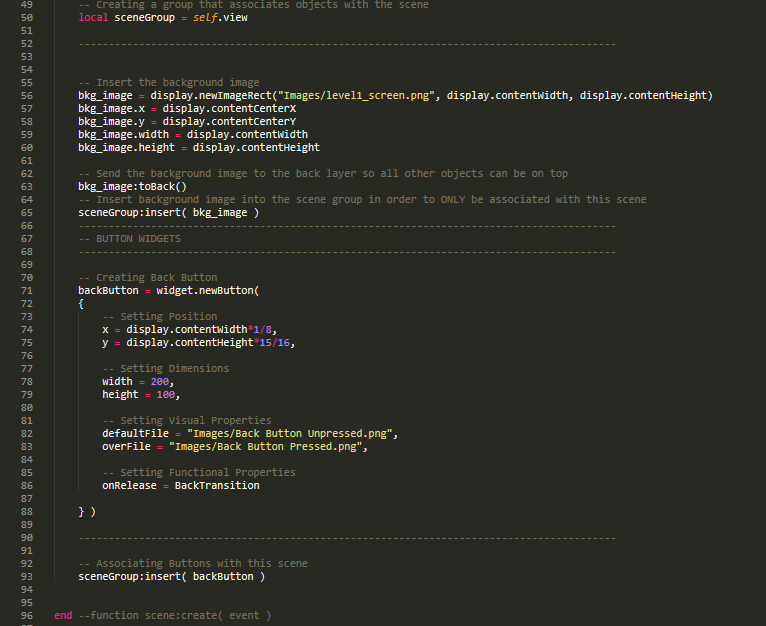 49 -- Creating a group that associates objects with the scene
50 local sceneGroup = self.view
51
52 -----------------------------------------------------------------------------------------
53
54
55 -- Insert the background image
56 bkg_image = display.newImageRect("Images/level1_screen.png", display.contentWidth, display.contentHeight)
57 bkg_image.x = display.contentCenterX
58 bkg_image.y = display.contentCenterY
59 bkg_image.width = display.contentWidth
60 bkg_image.height = display.contentHeight
61
62 -- Send the background image to the back layer so all other objects can be on top
63 bkg_image:toBack()
64 -- Insert background image into the scene group in order to ONLY be associated with this scene
65 sceneGroup:insert( bkg_image )
66 -----------------------------------------------------------------------------------------
67 -- BUTTON WIDGETS
68 -----------------------------------------------------------------------------------------
69
70 -- Creating Back Button
71 backButton = widget.newButton(
72 {
73 -- Setting Position
74 x = display.contentWidth*1/8,
75 y = display.contentHeight*15/16,
76
77 -- Setting Dimensions
78 width = 200,
79 height = 100,
80
81 -- Setting Visual Properties
82 defaultFile = "Images/Back Button Unpressed.png",
83 overFile = "Images/Back Button Pressed.png",
84
85 -- Setting Functional Properties
86 onRelease = BackTransition
87
88 } )
89
90 -----------------------------------------------------------------------------------------
91
92 -- Associating Buttons with this scene
93 sceneGroup:insert( backButton )
94
95
96 end --function scene:create( event )